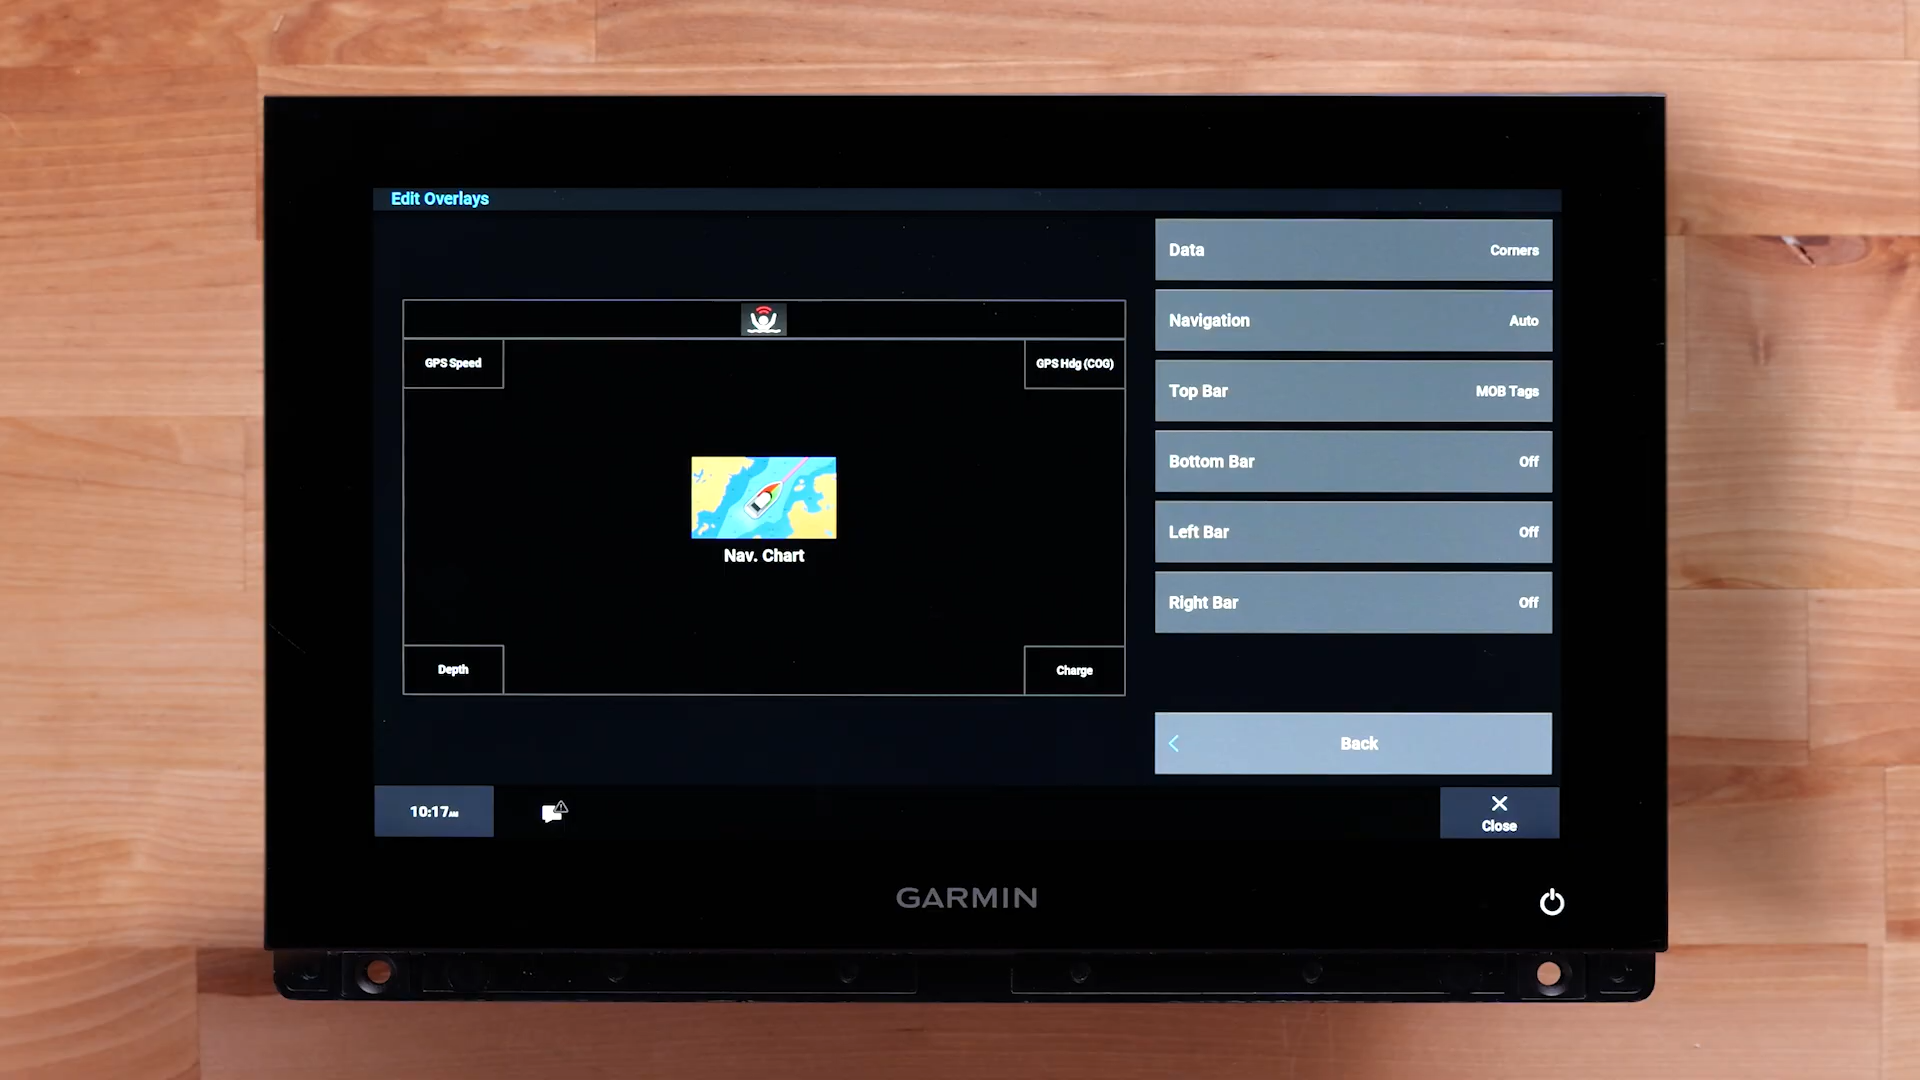 Edit Overlays
Data Corners
Navigation Auto
Top Bar MOB Tags
Bottom Bar Off
Left Bar Off
Right Bar Off
GPS Speed
GPS Hdg (COG)
Nav. Chart
Depth
Charge
Back
10:17AM
Close
GARMIN